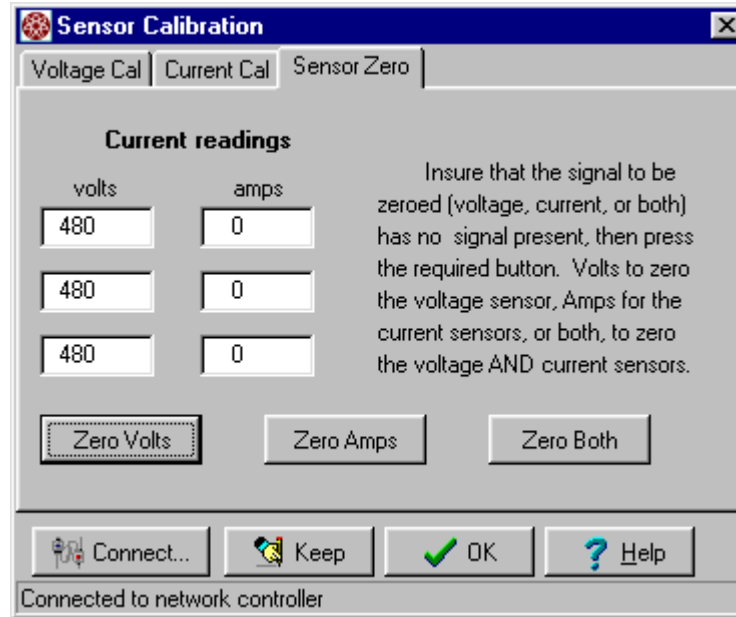 Sensor Calibration
Voltage Cal Current Cal Sensor Zero
Current readings
volts amps
480 0
480 0
480 0
Insure that the signal to be
zeroed (voltage, current, or both)
has no signal present, then press
the required button. Volts to zero
the voltage sensor, Amps for the
current sensors, or both, to zero
the voltage AND current sensors.
Zero Volts Zero Amps Zero Both
Connect... Keep OK Help
Connected to network controller